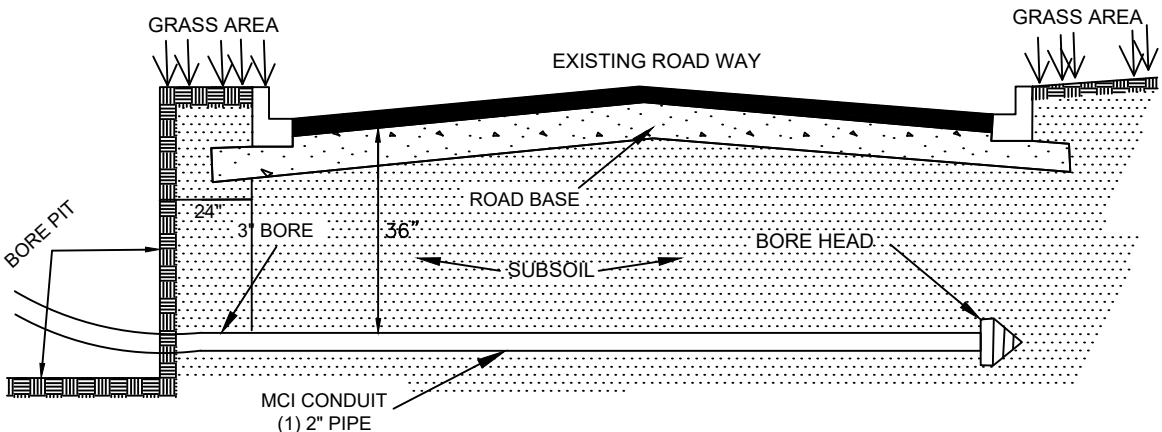 GRASS AREA
GRASS AREA
EXISTING ROAD WAY
ROAD BASE
24"
BORE PIT
3" BORE
36"
BORE HEAD
SUBSOIL
MCI CONDUIT
(1) 2" PIPE